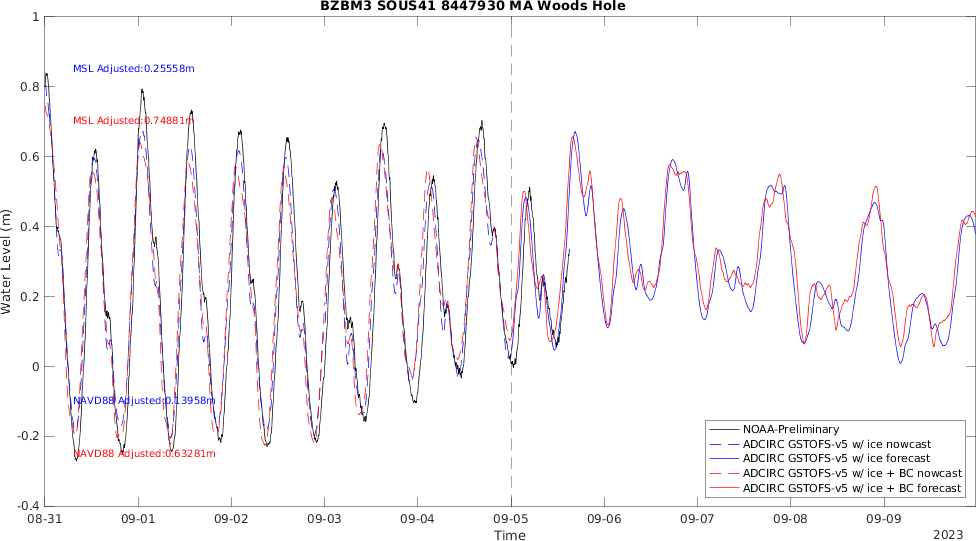 BZBM3 SOUS41 8447930 MA Woods Hole
Water Level (m)
1
0.8
0.6
0.4
0.2
0
-0.2
-0.4
MSL Adjusted:0.25558m
MSL Adjusted:0.74881m
NAVD88 Adjusted:0.13958m
NAVD88 Adjusted:0.63281m
NOAA-Preliminary
ADCIRC GSTOFS-v5 w/ ice nowcast
ADCIRC GSTOFS-v5 w/ ice forecast
ADCIRC GSTOFS-v5 w/ ice + BC nowcast
ADCIRC GSTOFS-v5 w/ ice + BC forecast
08-31 09-01 09-02 09-03 09-04 09-05 09-06 09-07 09-08 09-09
Time
2023